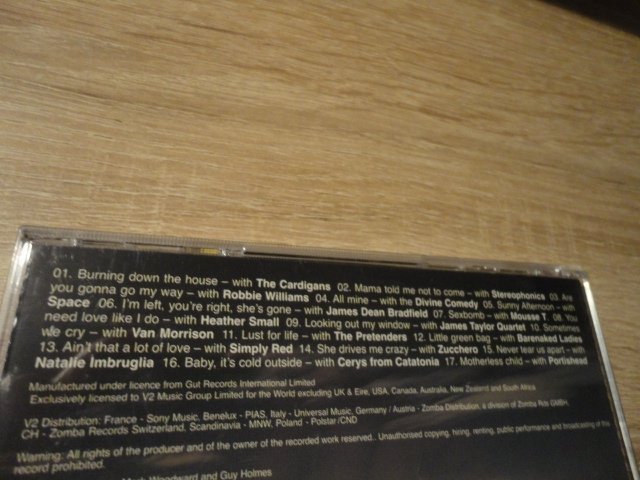 01. Burning down the house – with The Cardigans 02. Mama told me not to come – with Stereophonics 03. Are
you gonna go my way – with Robbie Williams 04. All mine – with the Divine Comedy 05. Sunny Afternoon – with
Space 06. I'm left, you're right, she's gone – with James Dean Bradfield 07. Sexbomb – with Mousse T. 08. You
need love like I do – with Heather Small 09. Looking out my window – with James Taylor Quartet 10. Sometimes
we cry – with Van Morrison 11. Lust for life – with The Pretenders 12. Little green bag – with Barenaked Ladies
13. Ain't that a lot of love – with Simply Red 14. She drives me crazy – with Zucchero 15. Never tear us apart – with
Natalie Imbruglia 16. Baby, it's cold outside – with Cerys from Catatonia 17. Motherless child – with Portishead
Manufactured under licence from Gut Records International Limited
Exclusively licensed to V2 Music Group Limited for the World excluding UK & Eire, USA, Canada, Australia, New Zealand and South Africa
V2 Distribution: France - Sony Music, Benelux - PIAS, Italy - Universal Music, Germany / Austria - Zomba Distribution, a division of Zomba Rds GMBH,
CH - Zomba Records Switzerland, Scandinavia - MNW, Poland - Polstar /CND
Warning: All rights of the producer and of the owner of the recorded work reserved.. Unauthorised copying, hiring, renting, public performance and broadcasting of this
record prohibited.
Woodward and Guy Holmes